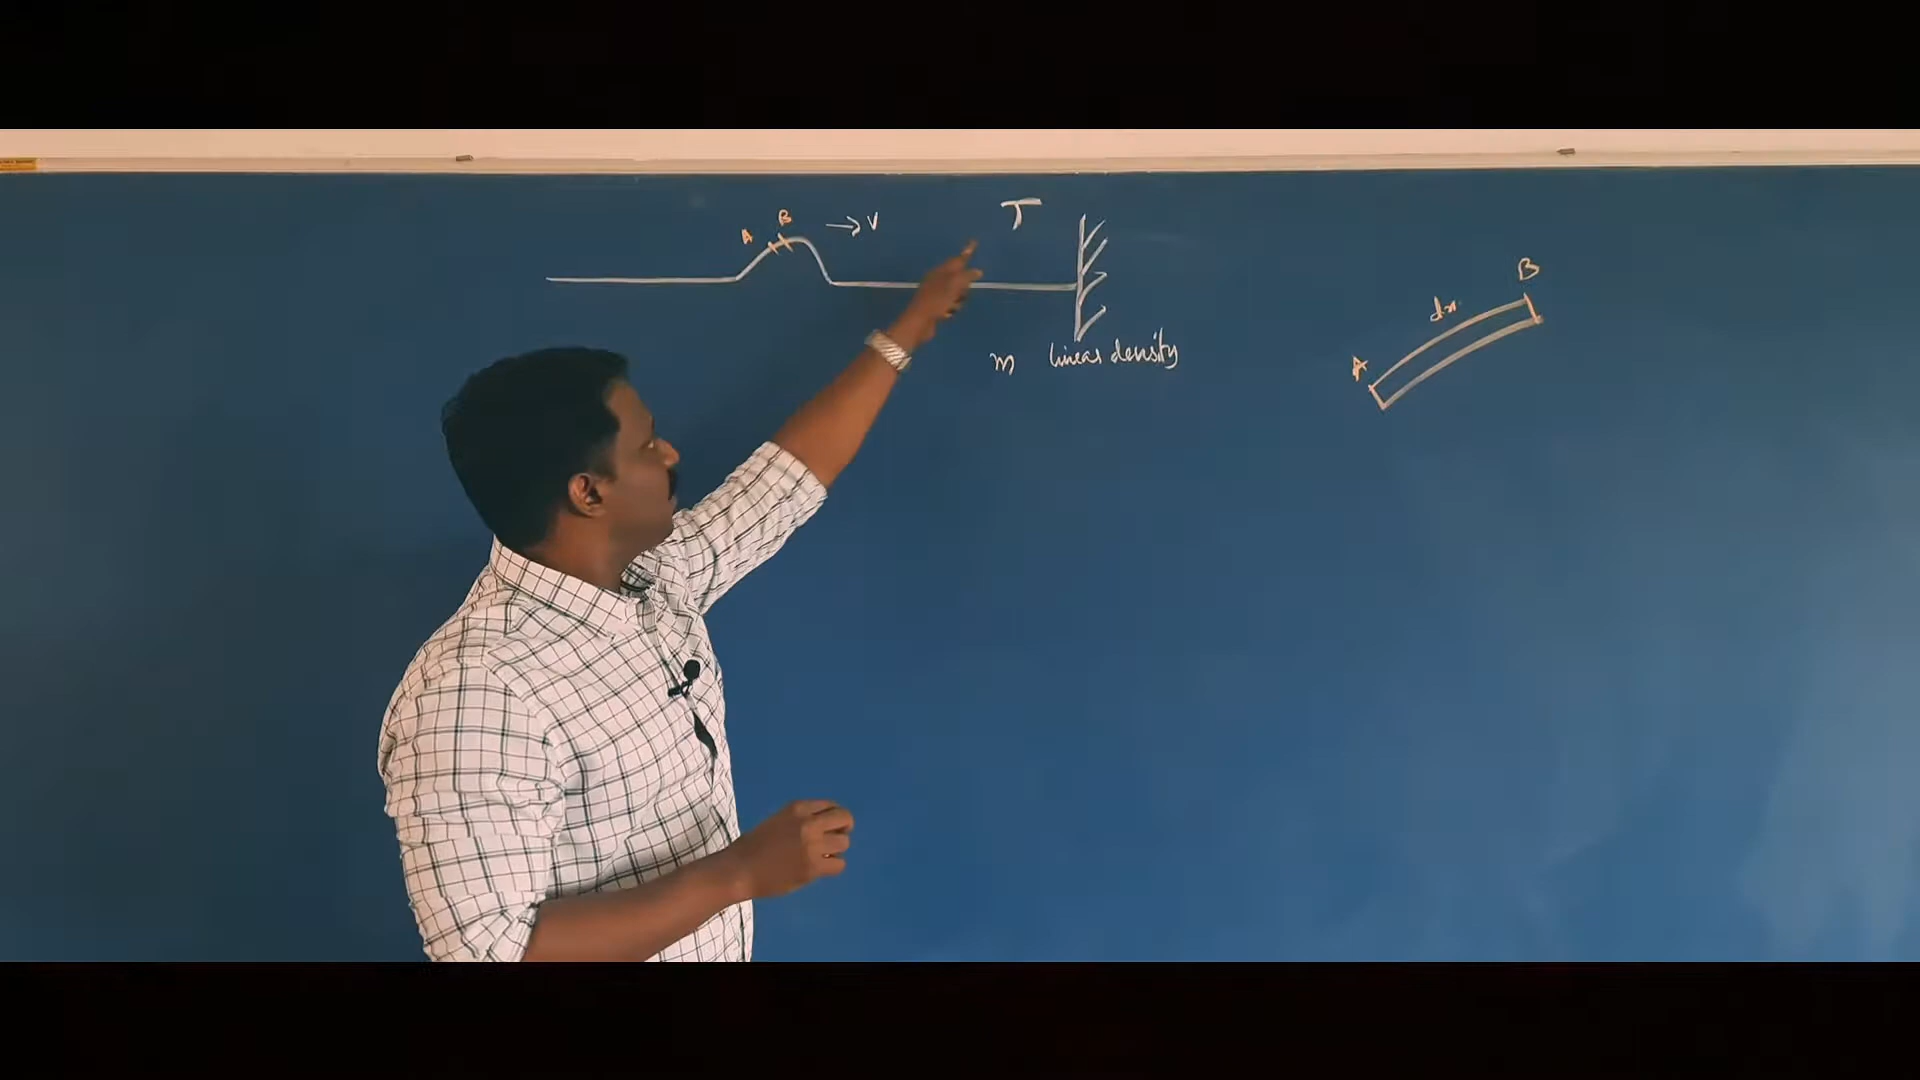 T
A B → V
m linear density
B
dx
A